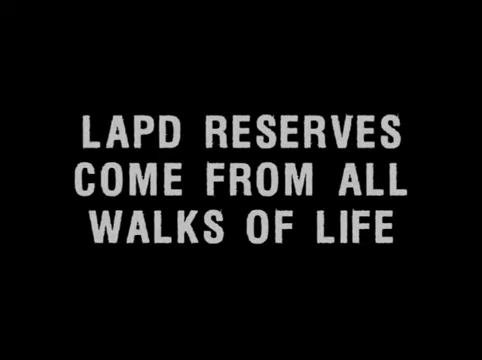 LAPD RESERVES
COME FROM ALL
WALKS OF LIFE